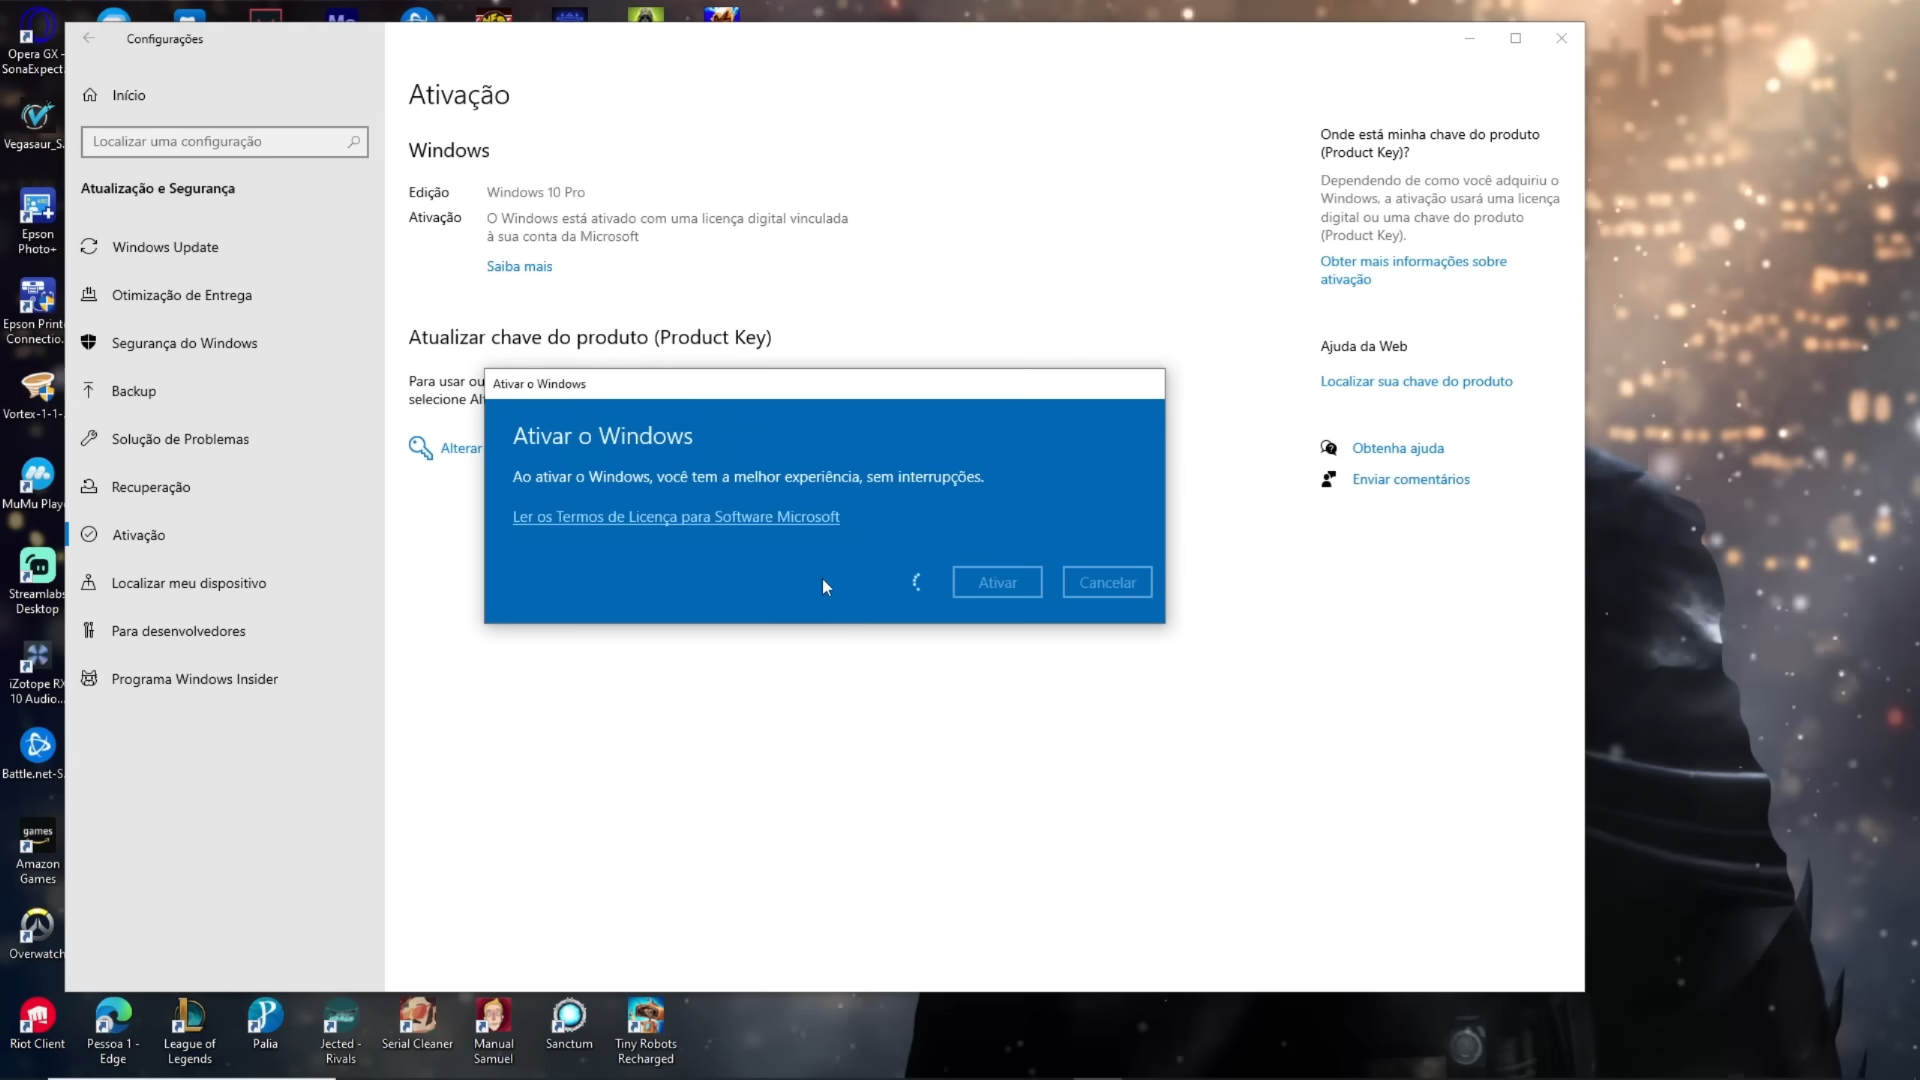 Configurações
Início
Localizar uma configuração
Atualização e Segurança
Windows Update
Otimização de Entrega
Segurança do Windows
Backup
Solução de Problemas
Recuperação
Ativação
Localizar meu dispositivo
Para desenvolvedores
Programa Windows Insider
Ativação
Windows
Edição
Windows 10 Pro
Ativação
O Windows está ativado com uma licença digital vinculada
à sua conta da Microsoft
Saiba mais
Atualizar chave do produto (Product Key)
Para usar ou
selecione Al
Alterar
Ativar o Windows
Ativar o Windows
Ao ativar o Windows, você tem a melhor experiência, sem interrupções.
Ler os Termos de Licença para Software Microsoft
Ativar
Cancelar
Onde está minha chave do produto
(Product Key)?
Dependendo de como você adquiriu o
Windows, a ativação usará uma licença
digital ou uma chave do produto
(Product Key).
Obter mais informações sobre
ativação
Ajuda da Web
Localizar sua chave do produto
Obtenha ajuda
Enviar comentários
Opera GX -
SonaExpect
Vegasaur_S.
Epson
Photo+
Epson Print
Connectio.
Vortex-1-1-.
MuMu Playe
Streamlabs
Desktop
iZotope RX
10 Audio...
Battle.net-S.
games
Amazon
Games
Overwatch
Riot Client
Pessoa 1 -
Edge
League of
Legends
Palia
Jected -
Rivals
Serial Cleaner
Manual
Samuel
Sanctum
Tiny Robots
Recharged